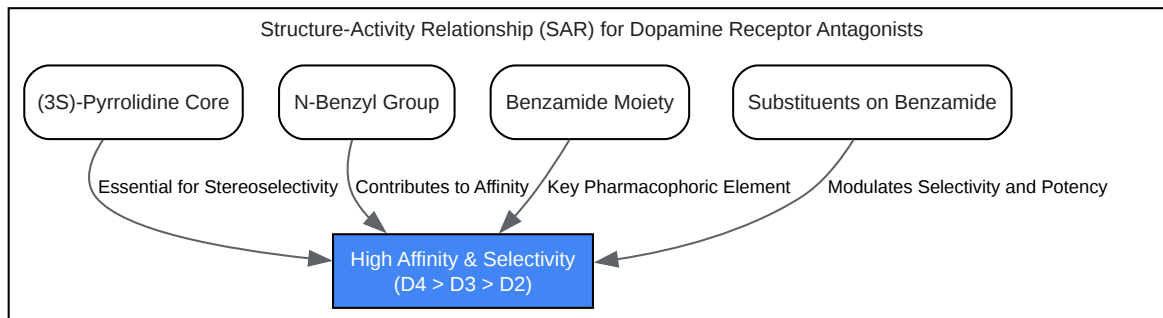 Structure-Activity Relationship (SAR) for Dopamine Receptor Antagonists
(3S)-Pyrrolidine Core
N-Benzyl Group
Benzamide Moiety
Substituents on Benzamide
Essential for Stereoselectivity
Contributes to Affinity
Key Pharmacophoric Element
Modulates Selectivity and Potency
High Affinity & Selectivity
(D4 > D3 > D2)